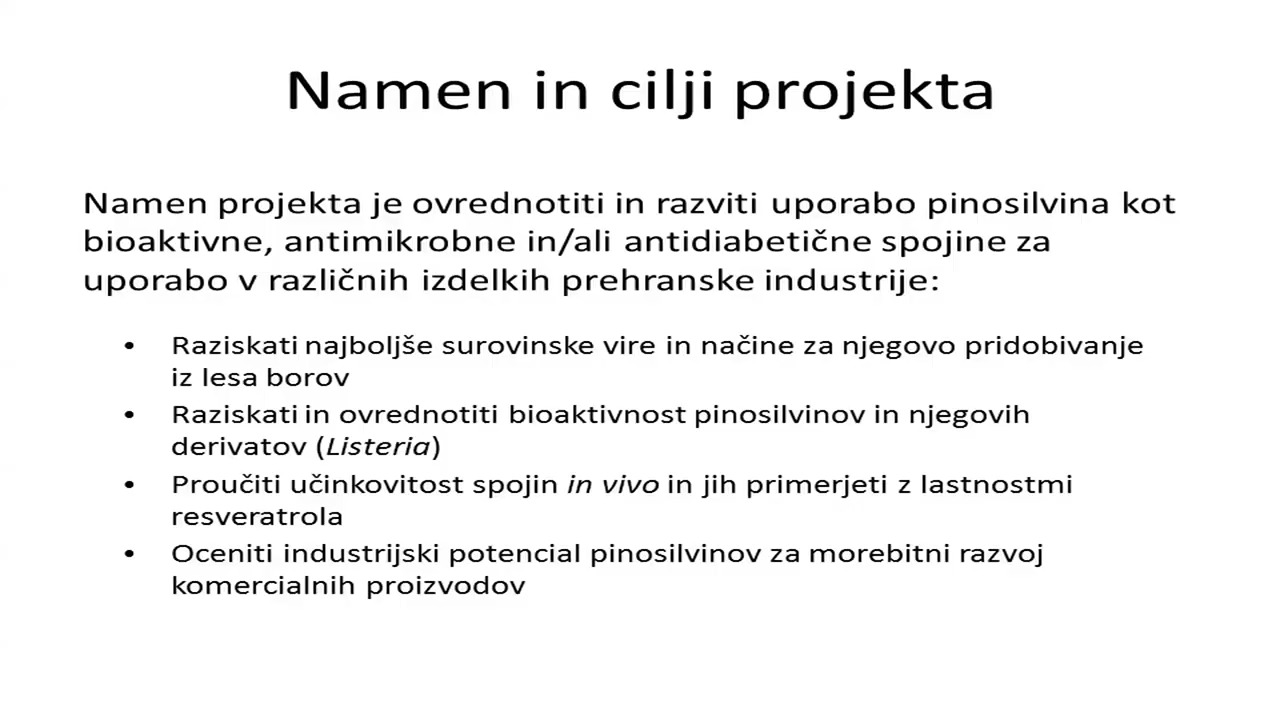 Namen in cilji projekta
Namen projekta je ovrednotiti in razviti uporabo pinosilvina kot
bioaktivne, antimikrobne in/ali antidiabetične spojine za
uporabo v različnih izdelkih prehranske industrije:
• Raziskati najboljše surovinske vire in načine za njegovo pridobivanje
iz lesa borov
• Raziskati in ovrednotiti bioaktivnost pinosilvinov in njegovih
derivatov (Listeria)
• Proučiti učinkovitost spojin in vivo in jih primerjeti z lastnostmi
resveratrola
• Oceniti industrijski potencial pinosilvinov za morebitni razvoj
komercialnih proizvodov